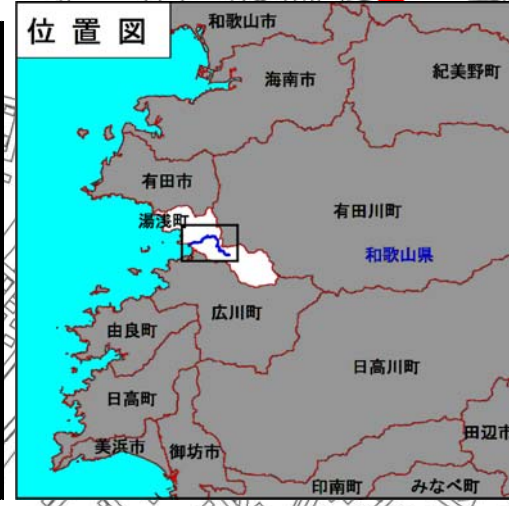 位置図
和歌山市
海南市
紀美野町
有田市
湯浅町
有田川町
和歌山県
広川町
由良町
日高川町
日高町
田辺市
美浜市
御坊市
印南町
みなべ町